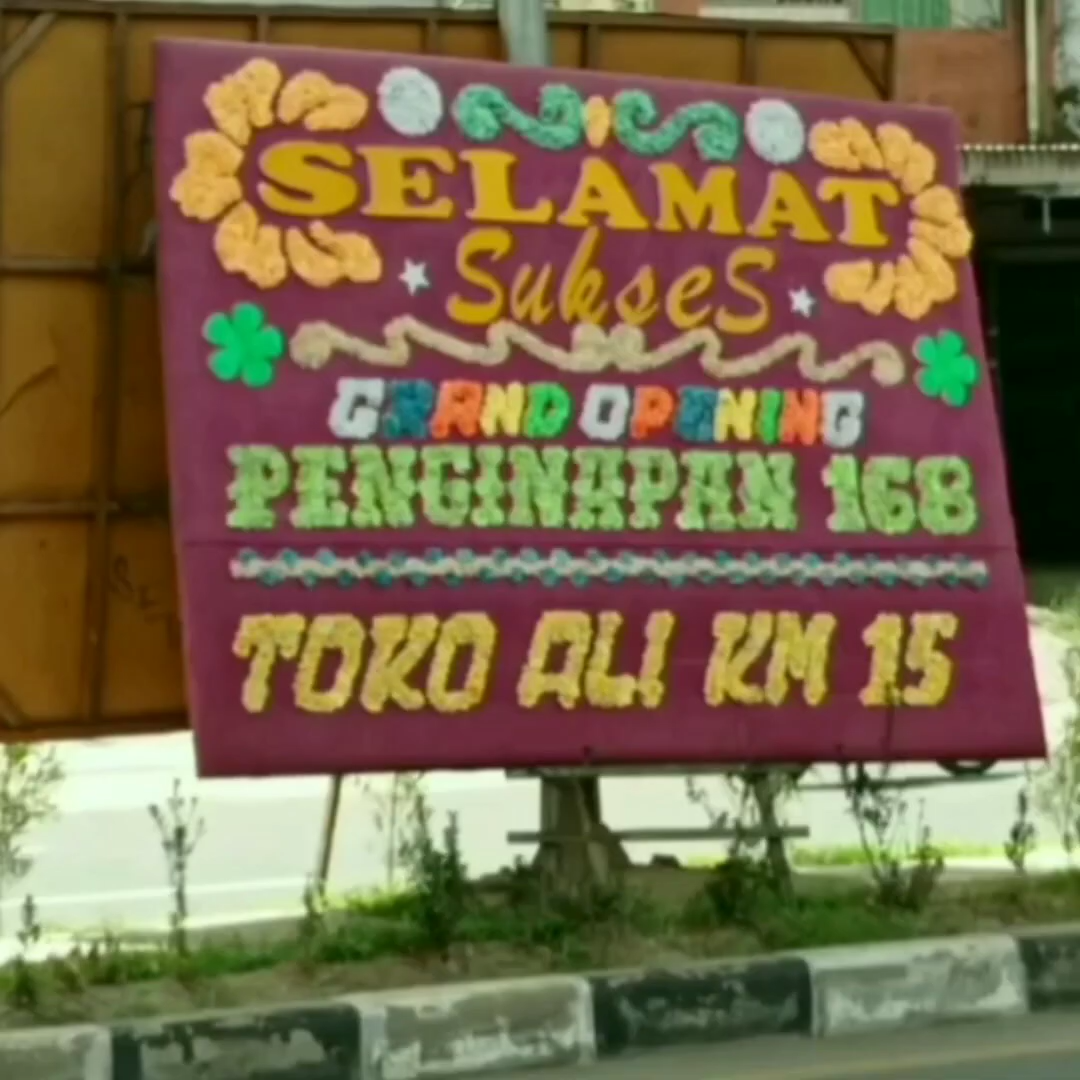 SELAMAT
SukseS
GRAND OPENING
PENGINAPAN 168
TOKO ALI KM 15